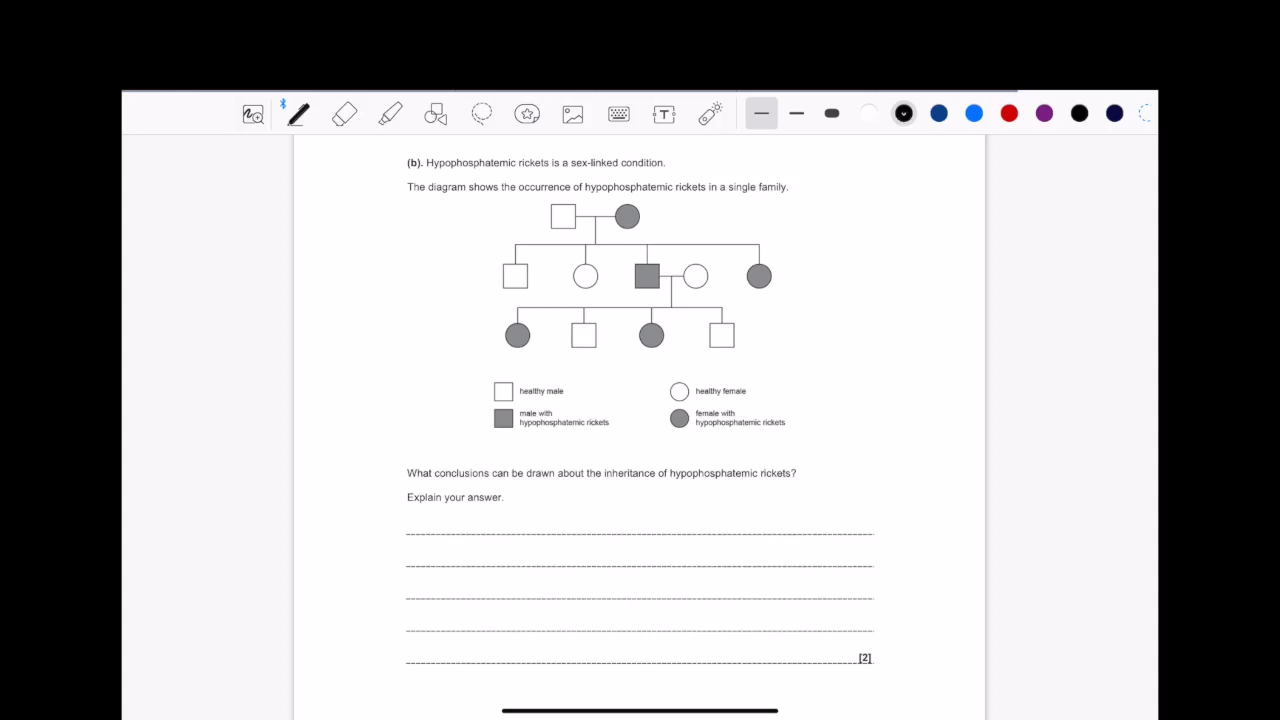 T
(b). Hypophosphatemic rickets is a sex-linked condition.
The diagram shows the occurrence of hypophosphatemic rickets in a single family.
healthy male
healthy female
male with
hypophosphatemic rickets
female with
hypophosphatemic rickets
What conclusions can be drawn about the inheritance of hypophosphatemic rickets?
Explain your answer.
[2]